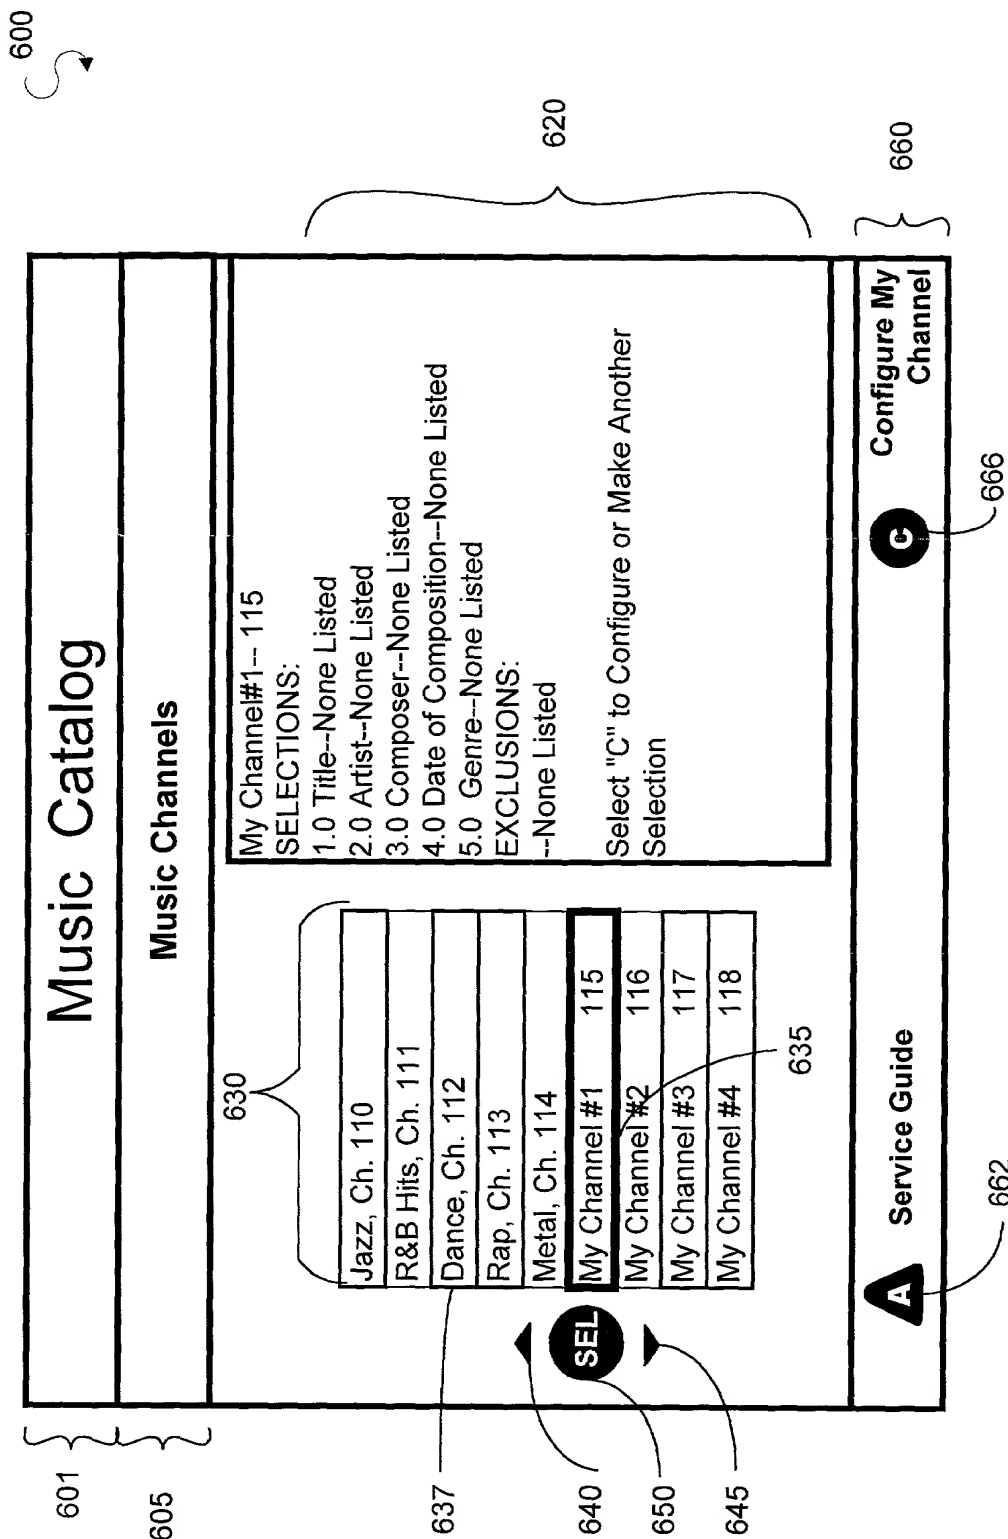 600
Music Catalog
601
Music Channels
605
630
Jazz, Ch. 110
R&B Hits, Ch. 111
Dance, Ch. 112
Rap, Ch. 113
Metal, Ch. 114
My Channel #1 115
My Channel #2 116
My Channel #3 117
My Channel #4 118
SEL
637
640
650
645
635
My Channel#1-- 115
SELECTIONS:
1.0 Title--None Listed
2.0 Artist--None Listed
3.0 Composer--None Listed
4.0 Date of Composition--None Listed
5.0 Genre--None Listed
EXCLUSIONS:
--None Listed
Select "C" to Configure or Make Another
Selection
620
A Service Guide
C Configure My
Channel
660
662
666